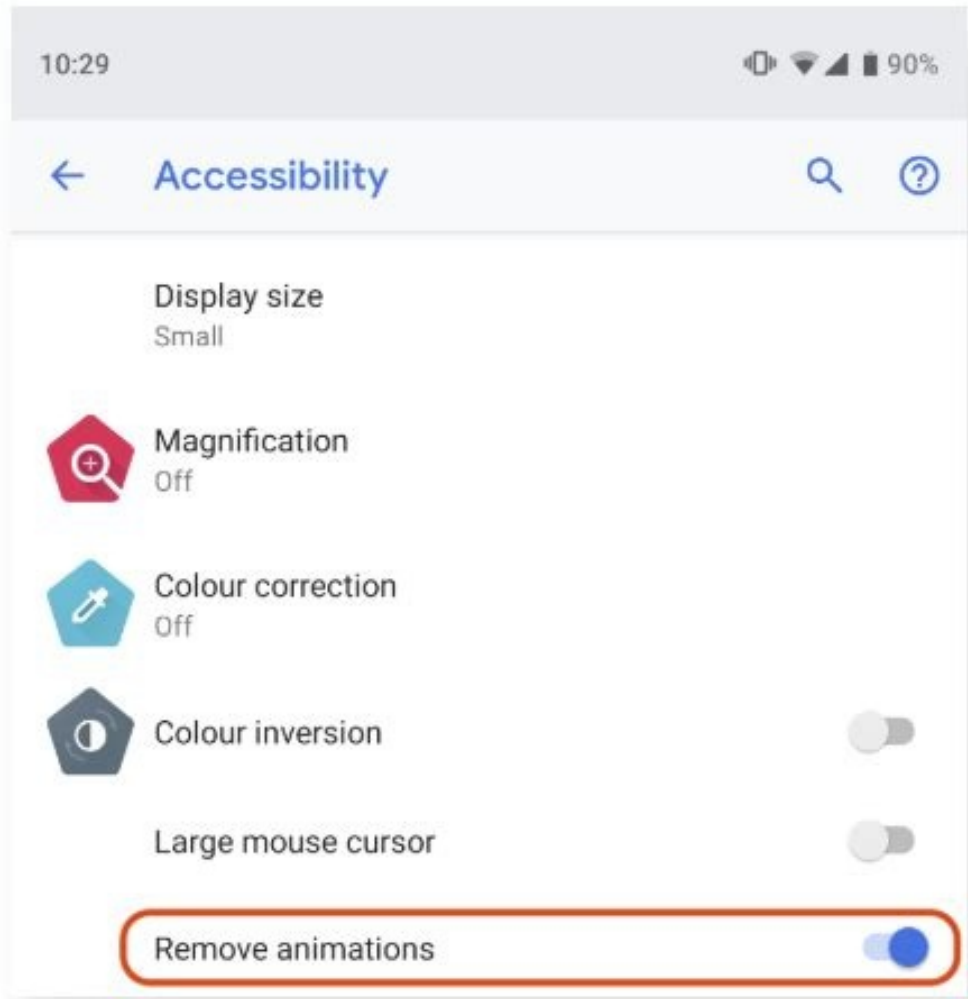 10:29
90%
Accessibility
Display size
Small
Magnification
Off
Colour correction
Off
Colour inversion
Large mouse cursor
Remove animations